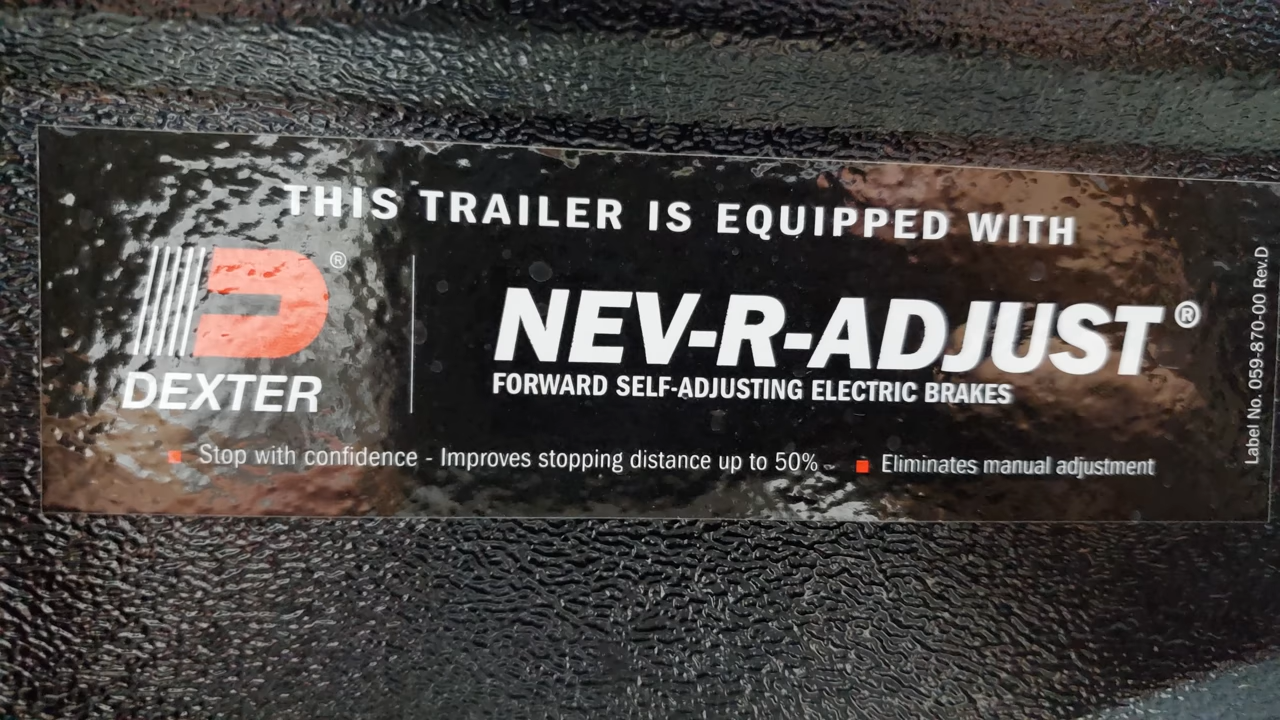 THIS TRAILER IS EQUIPPED WITH
®
DEXTER
NEV-R-ADJUST®
FORWARD SELF-ADJUSTING ELECTRIC BRAKES
Stop with confidence - Improves stopping distance up to 50%
Eliminates manual adjustment
Label No. 059-870-00 Rev.D